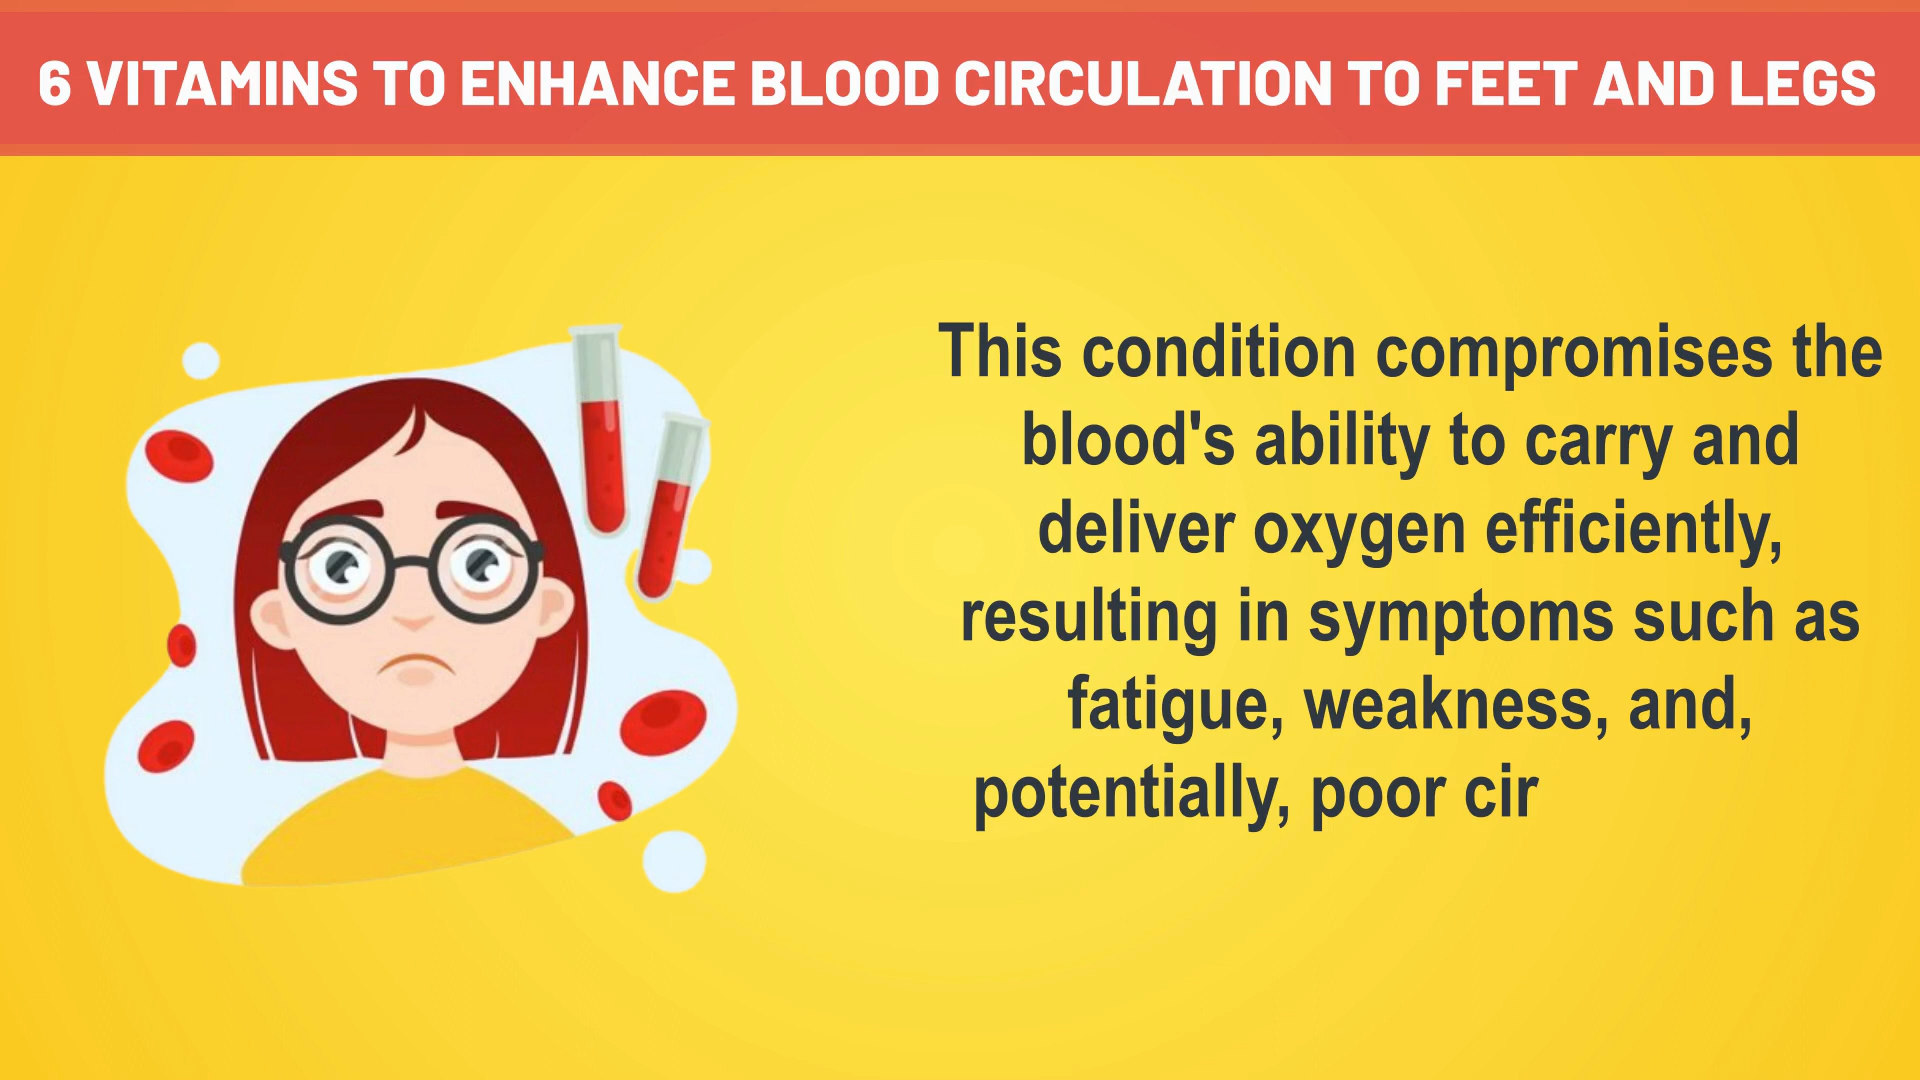 6 VITAMINS TO ENHANCE BLOOD CIRCULATION TO FEET AND LEGS
This condition compromises the
blood's ability to carry and
deliver oxygen efficiently,
resulting in symptoms such as
fatigue, weakness, and,
potentially, poor cir